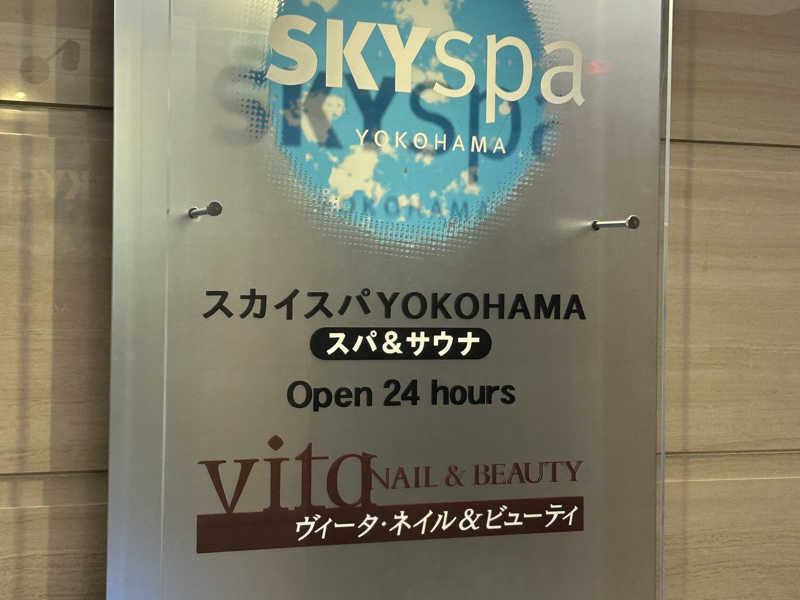 SKYspa
YOKOHAMA
スカイスパYOKOHAMA
スパ&サウナ
Open 24 hours
vita NAIL & BEAUTY
ヴィータ・ネイル&ビューティ